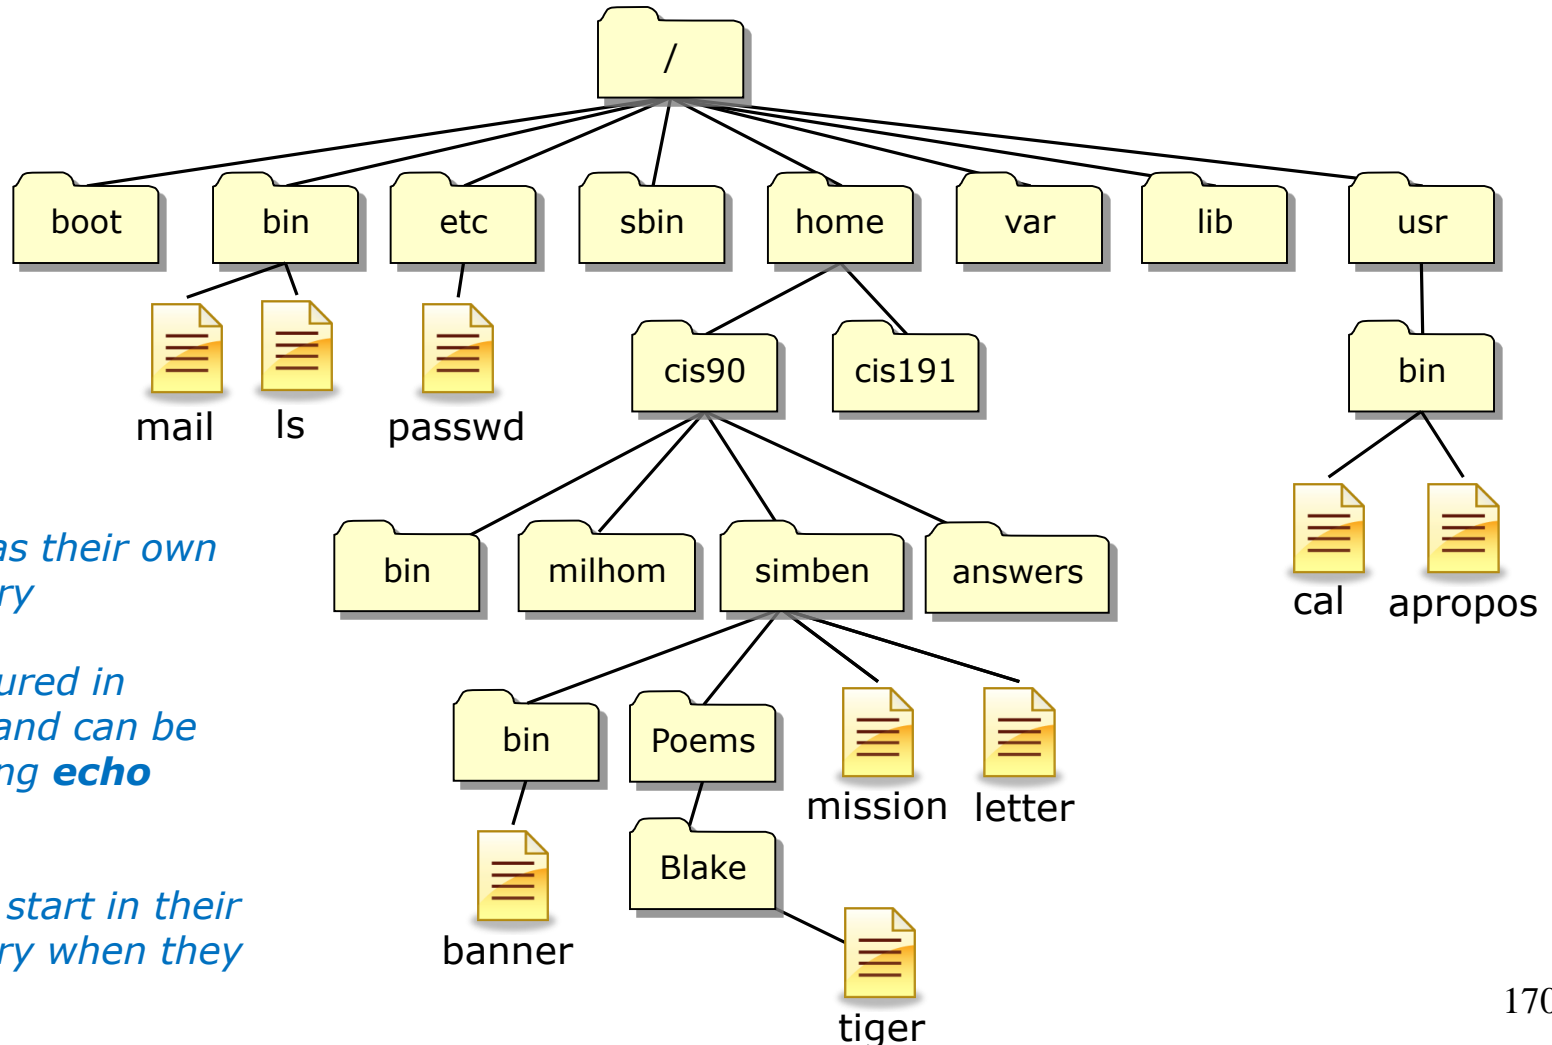 /
boot bin etc sbin home var lib usr
mail ls passwd
cis90 cis191 bin
cal apropos
bin milhom simben answers
as their own
ry
ured in
and can be
ng echo
start in their
ry when they
bin Poems mission letter
banner Blake
tiger
170